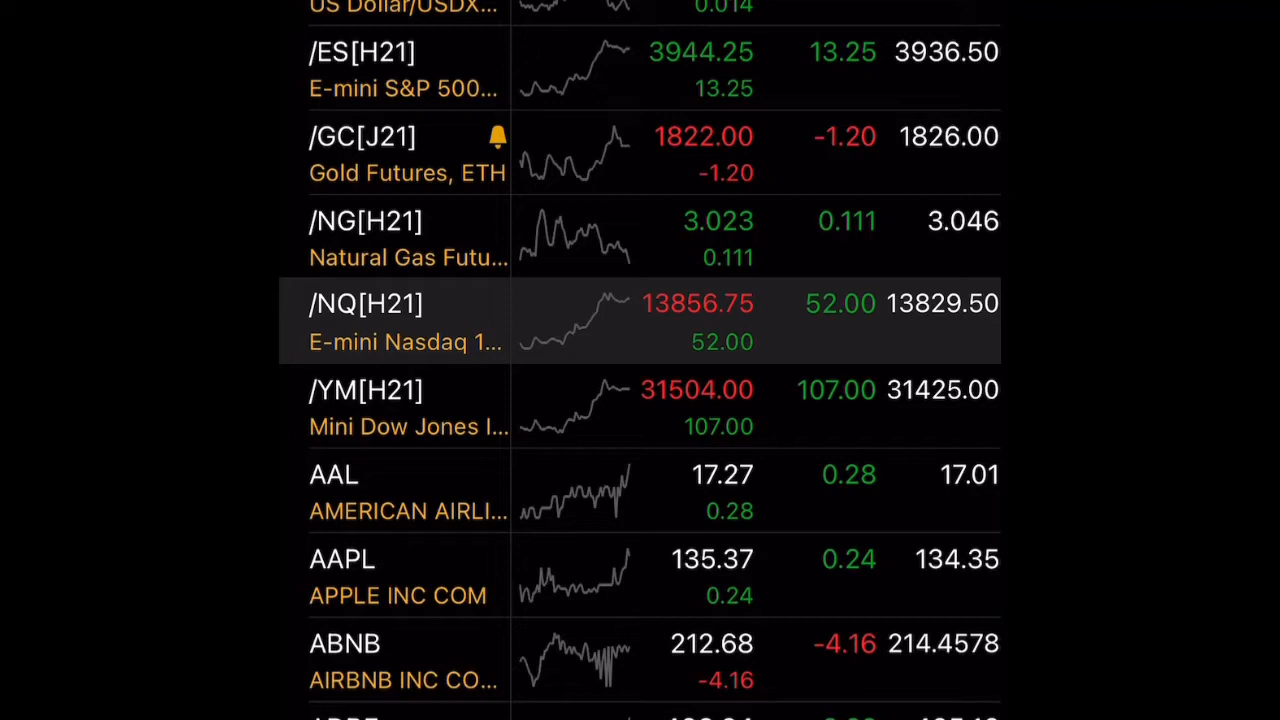 US Dollar/USDX...
0.014
/ES[H21] 3944.25 13.25 3936.50
E-mini S&P 500... 13.25
/GC[J21] 1822.00 -1.20 1826.00
Gold Futures, ETH -1.20
/NG[H21] 3.023 0.111 3.046
Natural Gas Futu... 0.111
/NQ[H21] 13856.75 52.00 13829.50
E-mini Nasdaq 1... 52.00
/YM[H21] 31504.00 107.00 31425.00
Mini Dow Jones I... 107.00
AAL 17.27 0.28 17.01
AMERICAN AIRLI... 0.28
AAPL 135.37 0.24 134.35
APPLE INC COM 0.24
ABNB 212.68 -4.16 214.4578
AIRBNB INC CO... -4.16